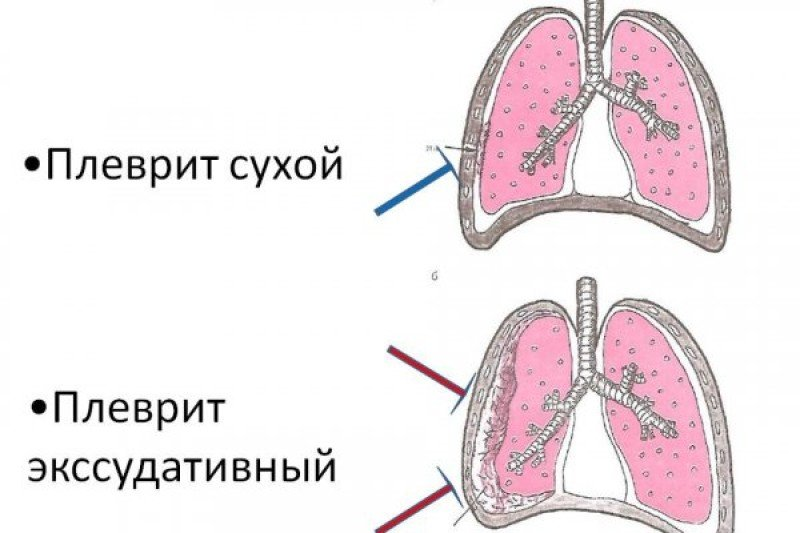 •Плеврит сухой
б
•Плеврит
экссудативный